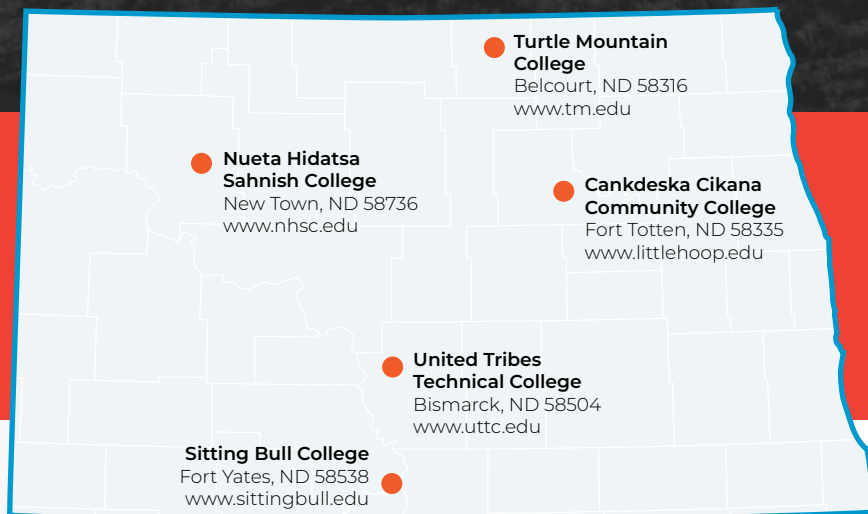 Turtle Mountain
College
Belcourt, ND 58316
www.tm.edu
Nueta Hidatsa
Sahnish College
New Town, ND 58736
www.nhsc.edu
Cankdeska Cikana
Community College
Fort Totten, ND 58335
www.littlehoop.edu
United Tribes
Technical College
Bismarck, ND 58504
www.uttc.edu
Sitting Bull College
Fort Yates, ND 58538
www.sittingbull.edu